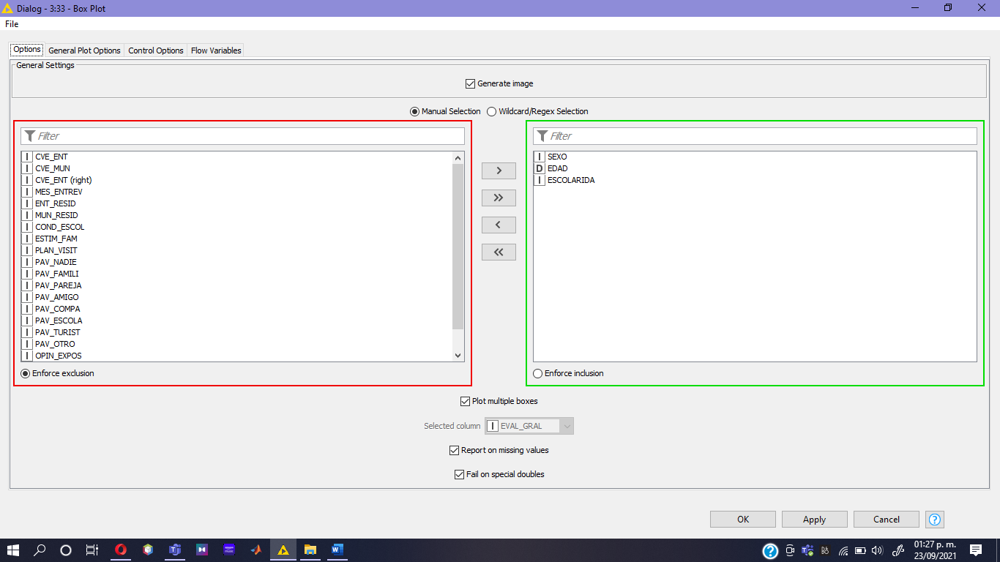 Dialog - 3:33 - Box Plot
File
Options General Plot Options Control Options Flow Variables
General Settings
Generate image
Manual Selection Wildcard/Regex Selection
Filter
I CVE_ENT
I CVE_MUN
I CVE_ENT (right)
I MES_ENTREV
I ENT_RESID
I MUN_RESID
I COND_ESCOL
I ESTIM_FAM
I PLAN_VISIT
I PAV_NADIE
I PAV_FAMILI
I PAV_PAREJA
I PAV_AMIGO
I PAV_COMPA
I PAV_ESCOLA
I PAV_TURIST
I PAV_OTRO
I OPIN_EXPOS
Enforce exclusion
>
>>
<
<<
Filter
I SEXO
D EDAD
I ESCOLARIDA
Enforce inclusion
Plot multiple boxes
Selected column I EVAL_GRAL
Report on missing values
Fail on special doubles
OK Apply Cancel ?
01:27 p. m.
23/09/2021